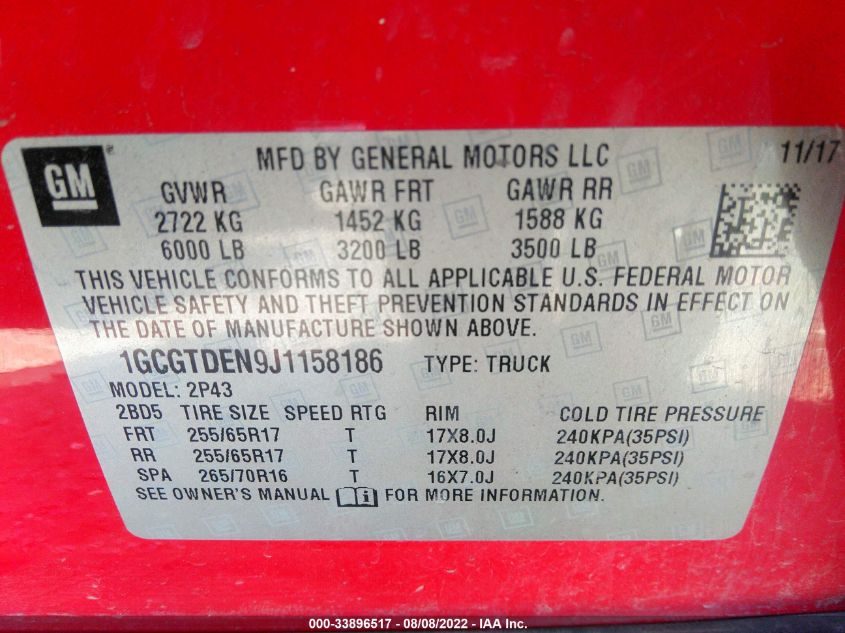 GM ® MFD BY GENERAL MOTORS LLC 11/17
GVWR GAWR FRT GAWR RR
2722 KG 1452 KG 1588 KG
6000 LB 3200 LB 3500 LB
THIS VEHICLE CONFORMS TO ALL APPLICABLE U.S. FEDERAL MOTOR
VEHICLE SAFETY AND THEFT PREVENTION STANDARDS IN EFFECT ON
THE DATE OF MANUFACTURE SHOWN ABOVE.
1GCGTDEN9J1158186 TYPE: TRUCK
MODEL: 2P43
2BD5 TIRE SIZE SPEED RTG RIM COLD TIRE PRESSURE
FRT 255/65R17 T 17X8.0J 240KPA(35PSI)
RR 255/65R17 T 17X8.0J 240KPA(35PSI)
SPA 265/70R16 T 16X7.0J 240KPA(35PSI)
SEE OWNER'S MANUAL i FOR MORE INFORMATION.
000-33896517 - 08/08/2022 - IAA Inc.